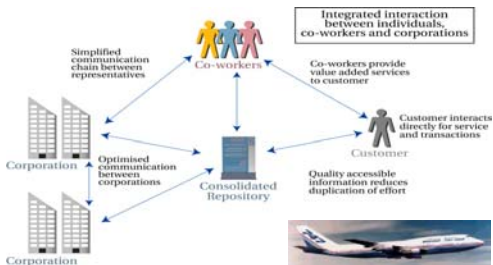 Integrated interaction
between individuals,
co-workers and corporations
Simplified
communication
chain between
representatives
Co-workers
Co-workers provide
value added services
to customer
Customer interacts
directly for service
and transactions
Customer
Corporation
Optimised
communication
between
corporations
Consolidated
Repository
Quality accessible
information reduces
duplication of effort
Corporation